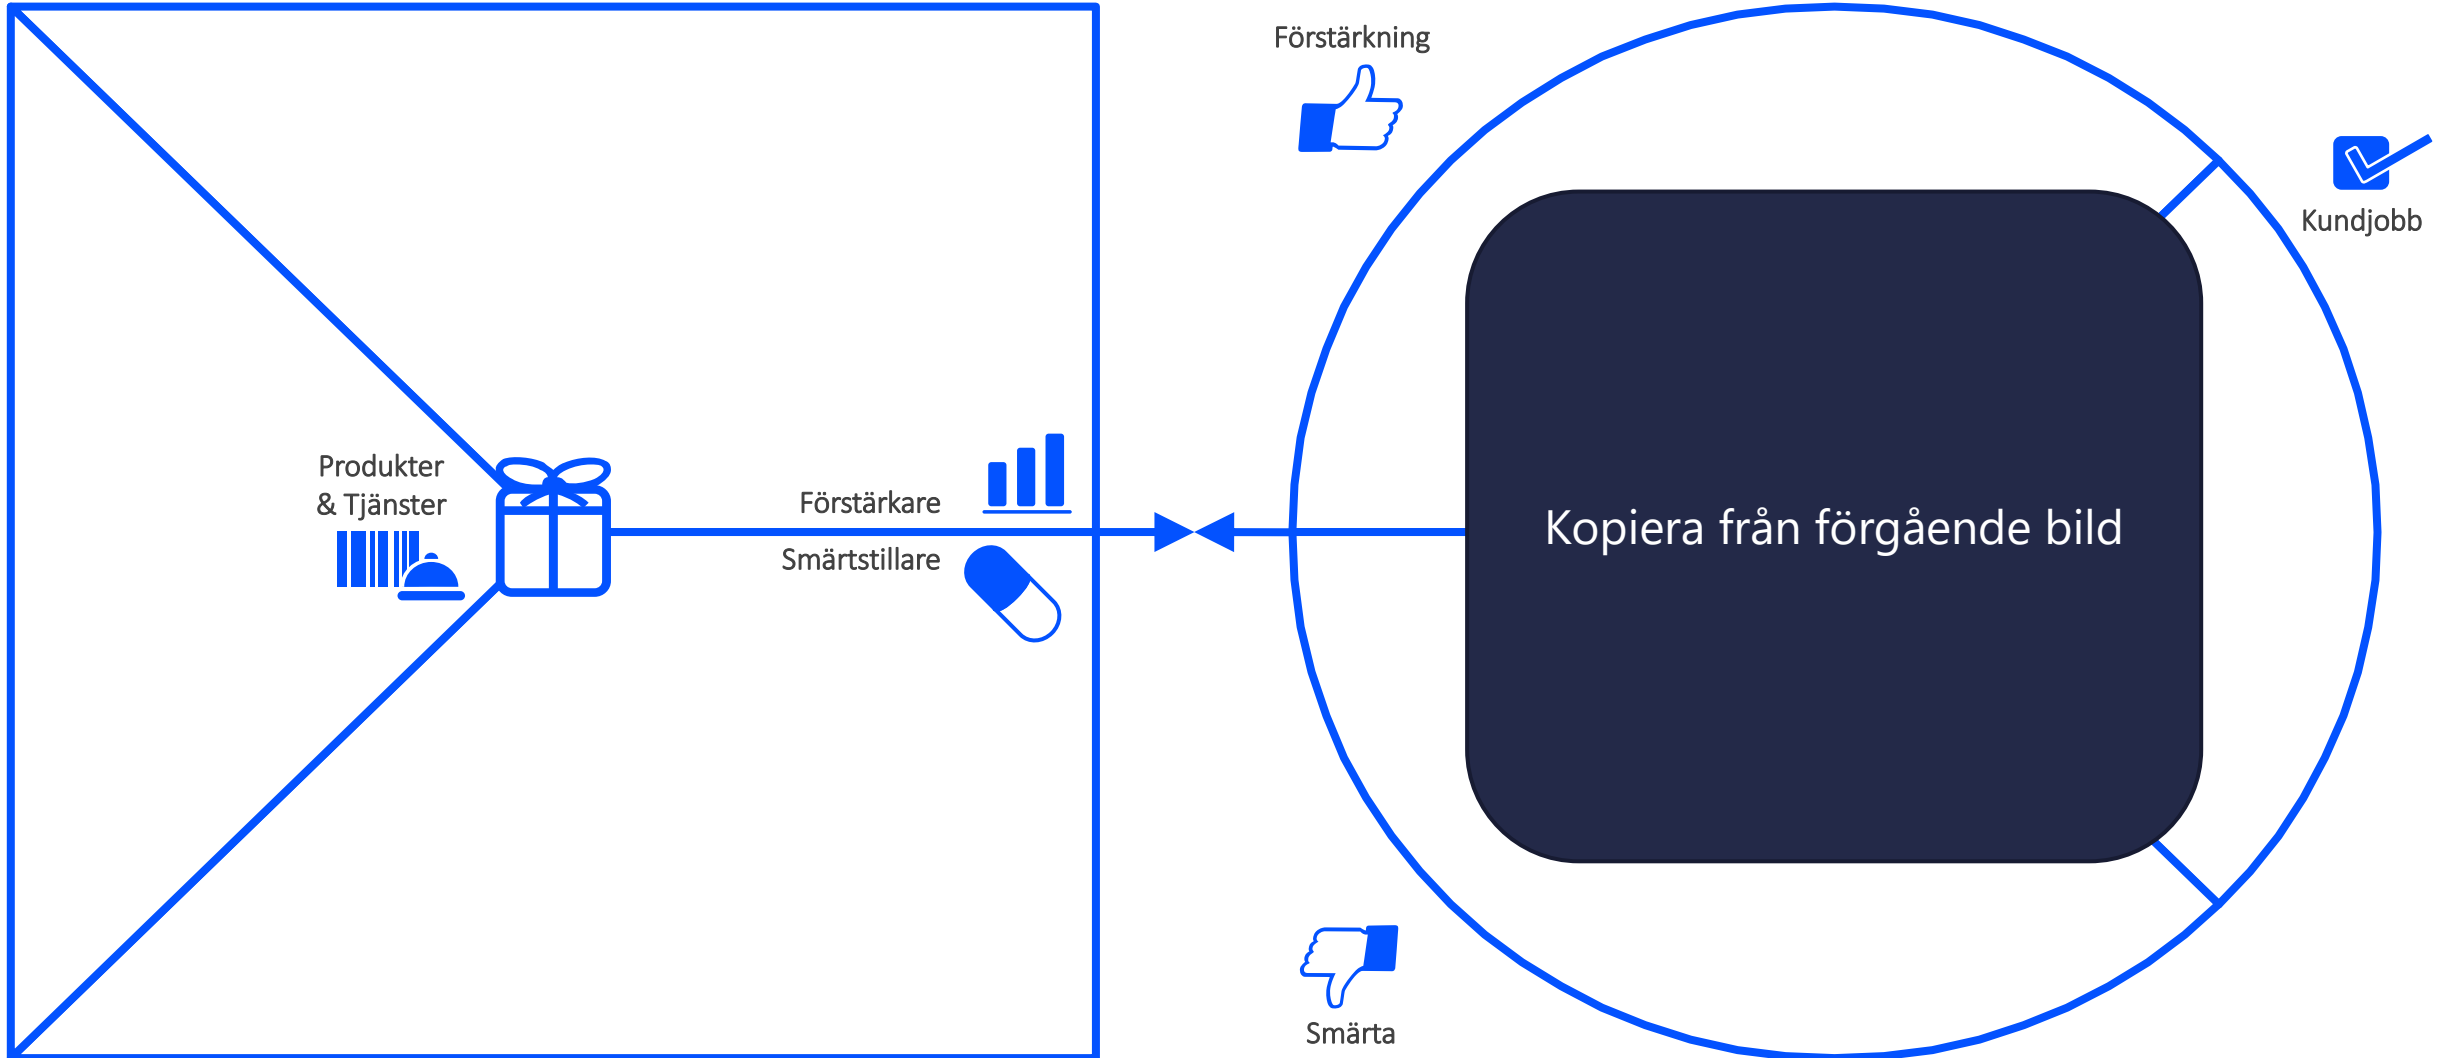 Förstärkning
Kundjobb
Produkter
& Tjänster
Förstärkare
Smärtstillare
Kopiera från förgående bild
Smärta